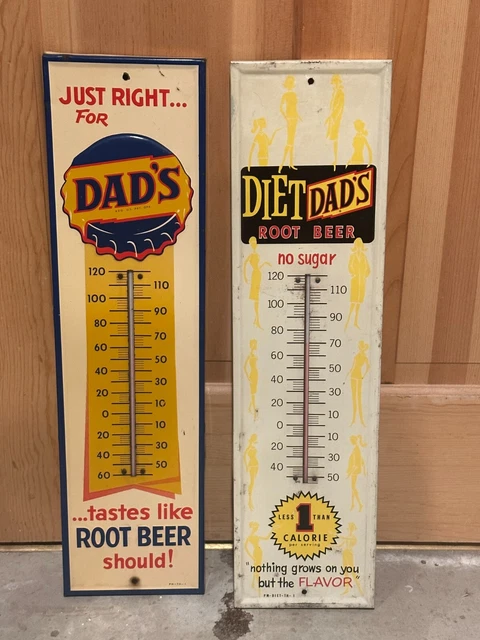 JUST RIGHT...
FOR
DAD'S
120
110
100
90
80
70
60
50
40
30
20
10
0
10
20
30
40
50
60
...tastes like
ROOT BEER
should!
DIET DAD'S
ROOT BEER
no sugar
120
110
100
90
80
70
60
50
40
30
20
10
0
10
20
30
40
50
LESS 1 THAN
CALORIE
per serving
"nothing grows on you
but the FLAVOR"